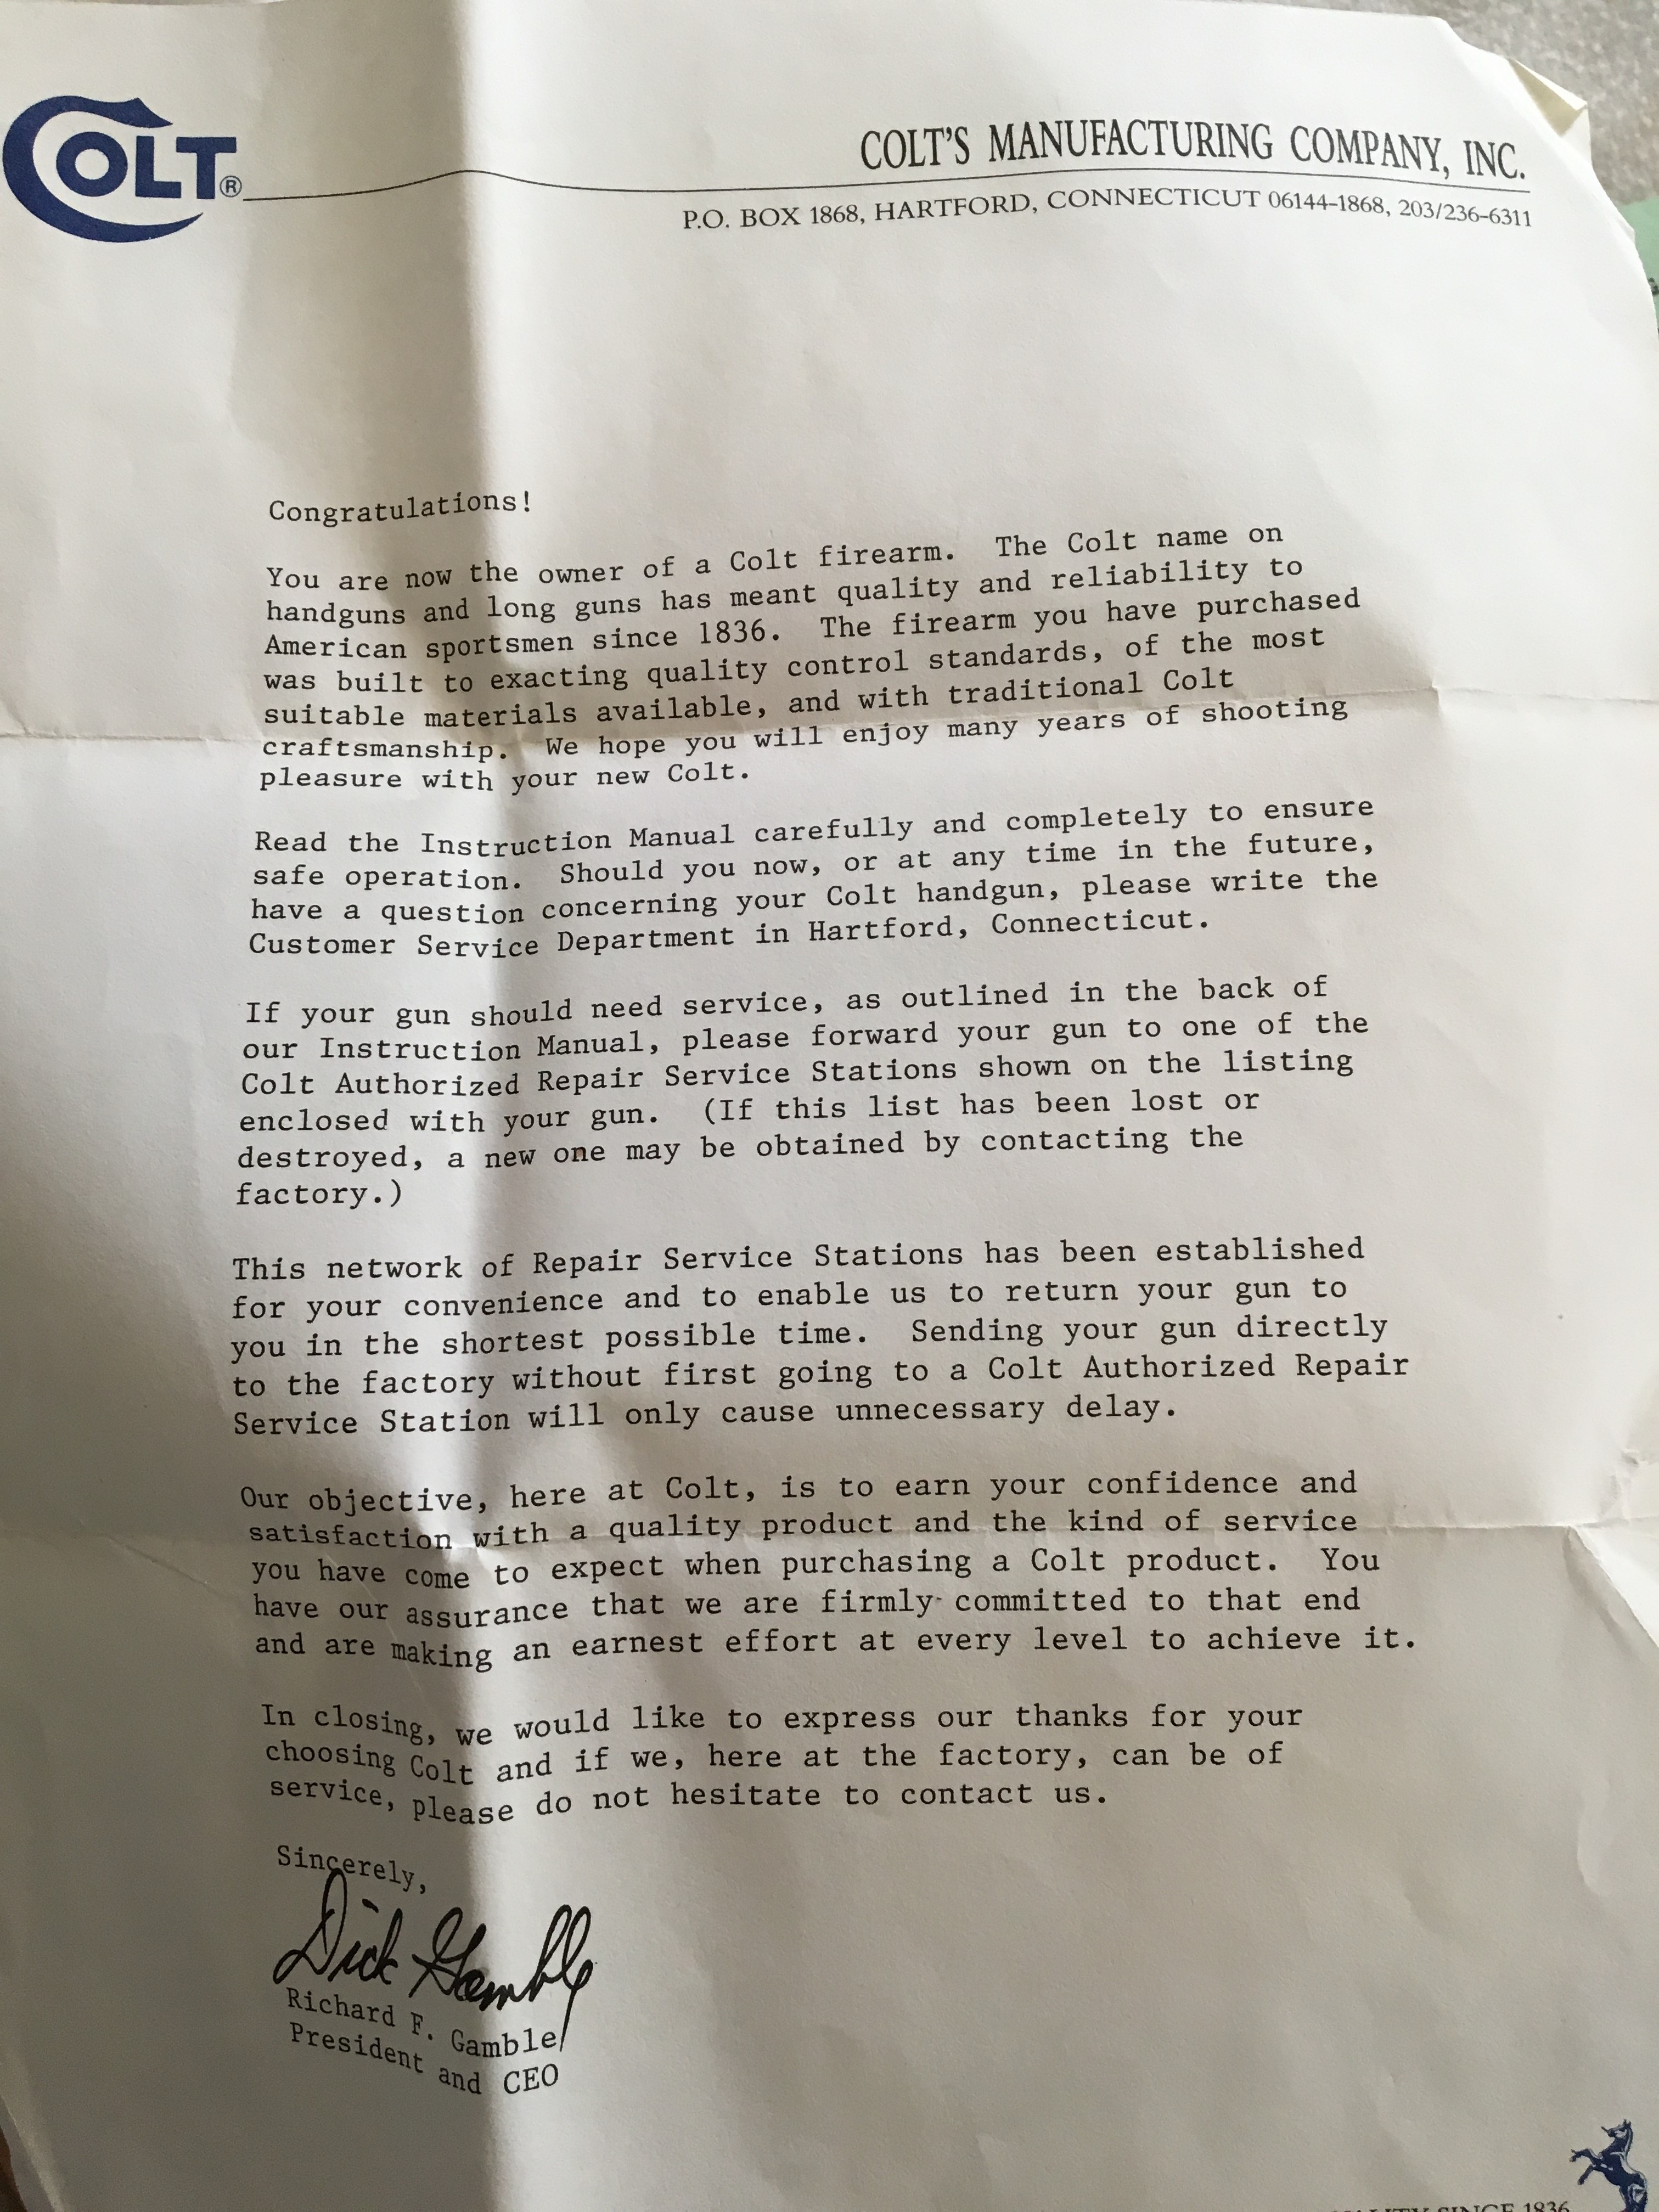 COLT®
COLT'S MANUFACTURING COMPANY, INC.
P.O. BOX 1868, HARTFORD, CONNECTICUT 06144-1868, 203/236-6311
Congratulations!
You are now the owner of a Colt firearm. The Colt name on
handguns and long guns has meant quality and reliability to
American sportsmen since 1836. The firearm you have purchased
was built to exacting quality control standards, of the most
suitable materials available, and with traditional Colt
craftsmanship. We hope you will enjoy many years of shooting
pleasure with your new Colt.
Read the Instruction Manual carefully and completely to ensure
safe operation. Should you now, or at any time in the future,
have a question concerning your Colt handgun, please write the
Customer Service Department in Hartford, Connecticut.
If your gun should need service, as outlined in the back of
our Instruction Manual, please forward your gun to one of the
Colt Authorized Repair Service Stations shown on the listing
enclosed with your gun. (If this list has been lost or
destroyed, a new one may be obtained by contacting the
factory.)
This network of Repair Service Stations has been established
for your convenience and to enable us to return your gun to
you in the shortest possible time. Sending your gun directly
to the factory without first going to a Colt Authorized Repair
Service Station will only cause unnecessary delay.
Our objective, here at Colt, is to earn your confidence and
satisfaction with a quality product and the kind of service
you have come to expect when purchasing a Colt product. You
have our assurance that we are firmly committed to that end
and are making an earnest effort at every level to achieve it.
In closing, we would like to express our thanks for your
choosing Colt and if we, here at the factory, can be of
service, please do not hesitate to contact us.
Sincerely,
Dick Gamble
Richard F. Gamble
President and CEO
SINCE 1836